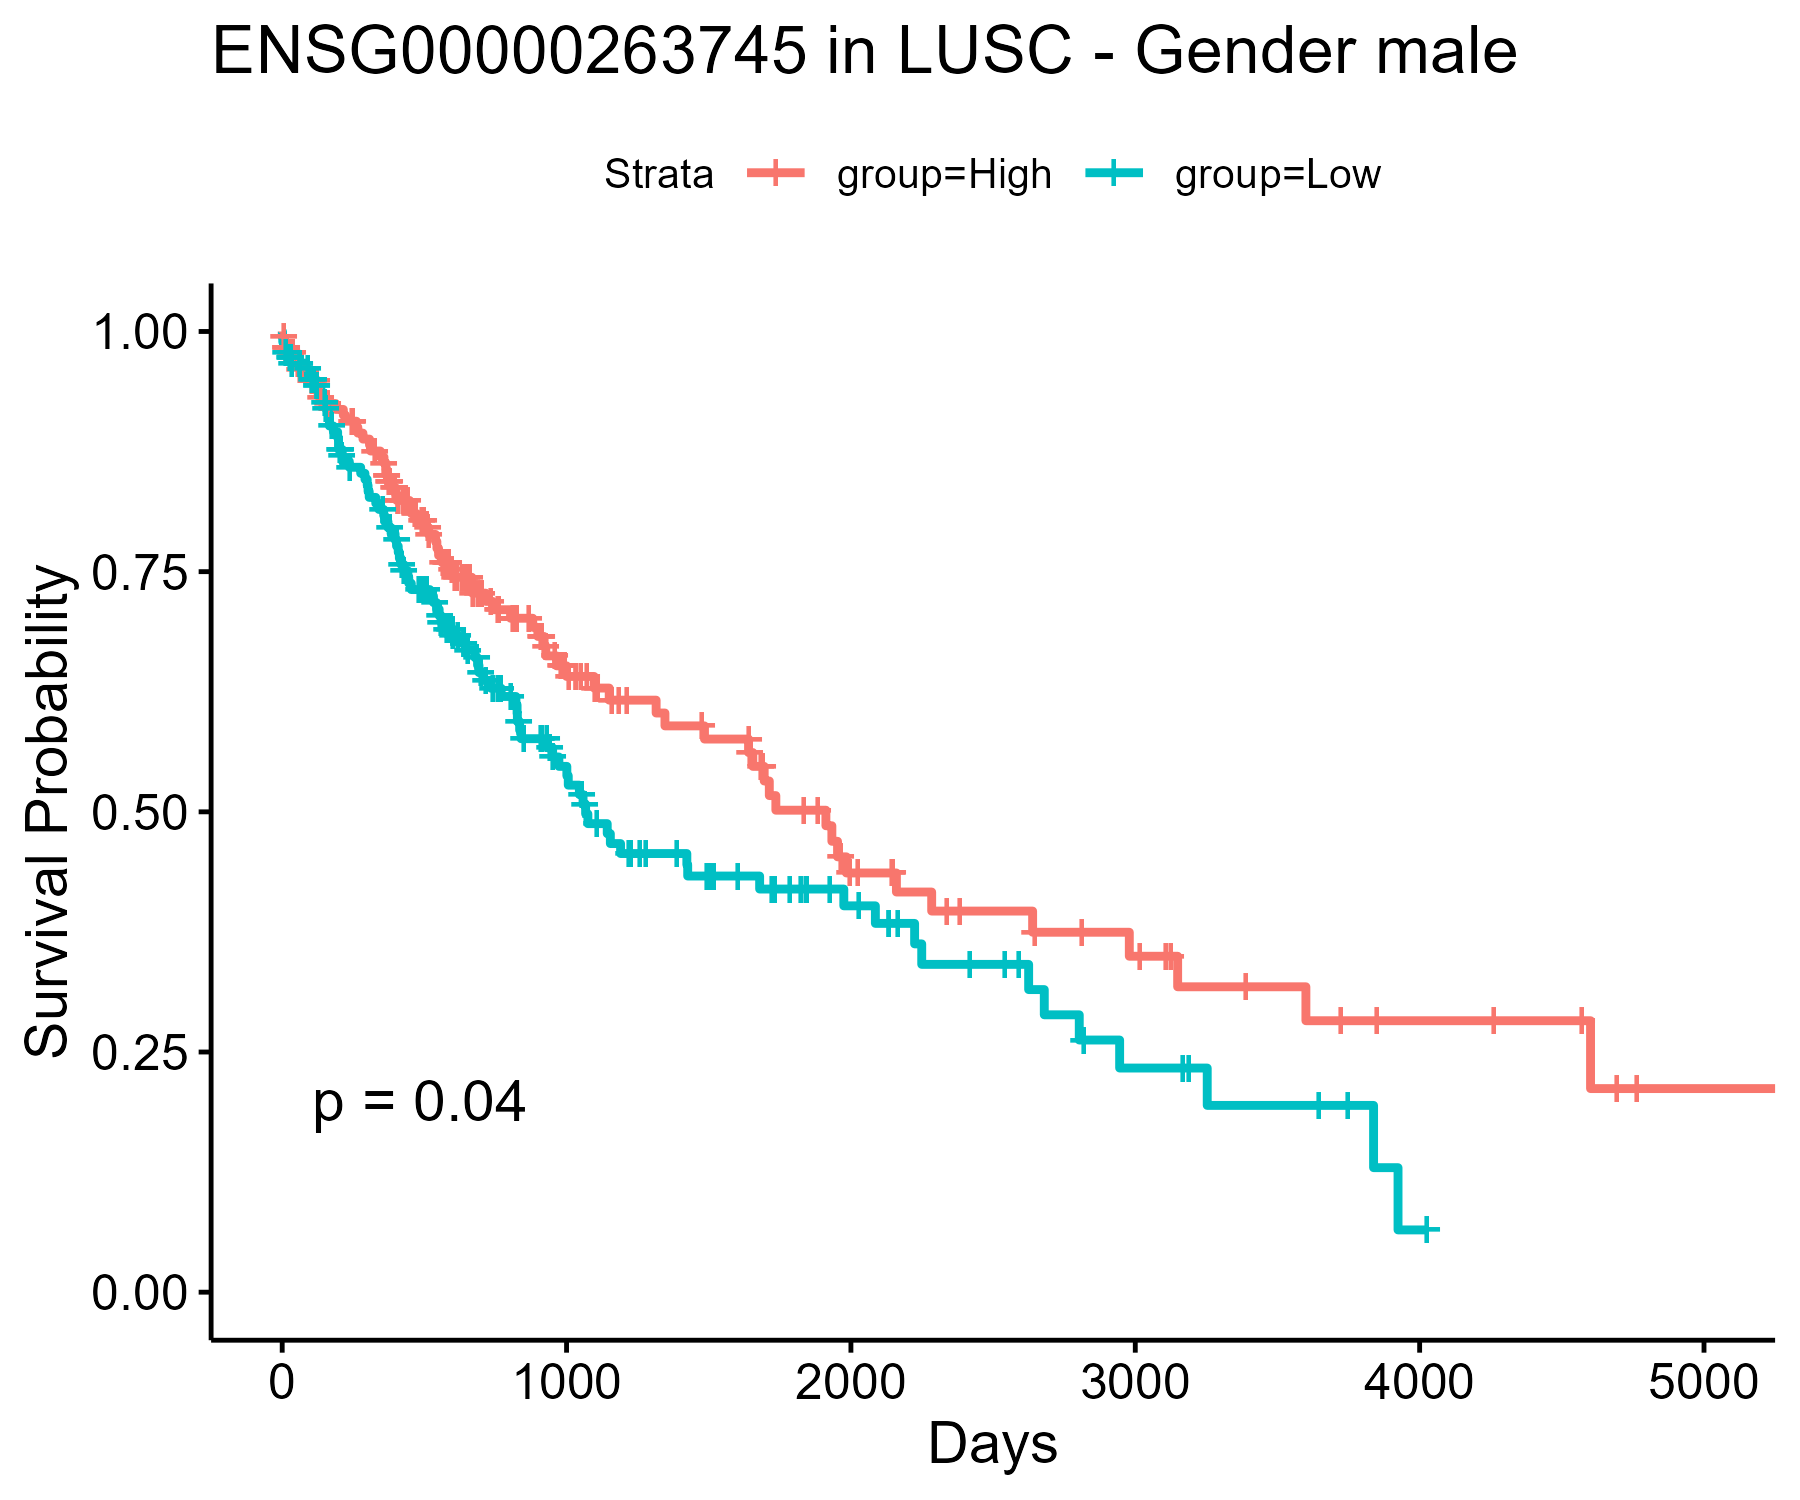 ENSG00000263745 in LUSC - Gender male
Strata group=High group=Low
1.00
0.75
0.50
0.25
0.00
Survival Probability
p = 0.04
0 1000 2000 3000 4000 5000
Days